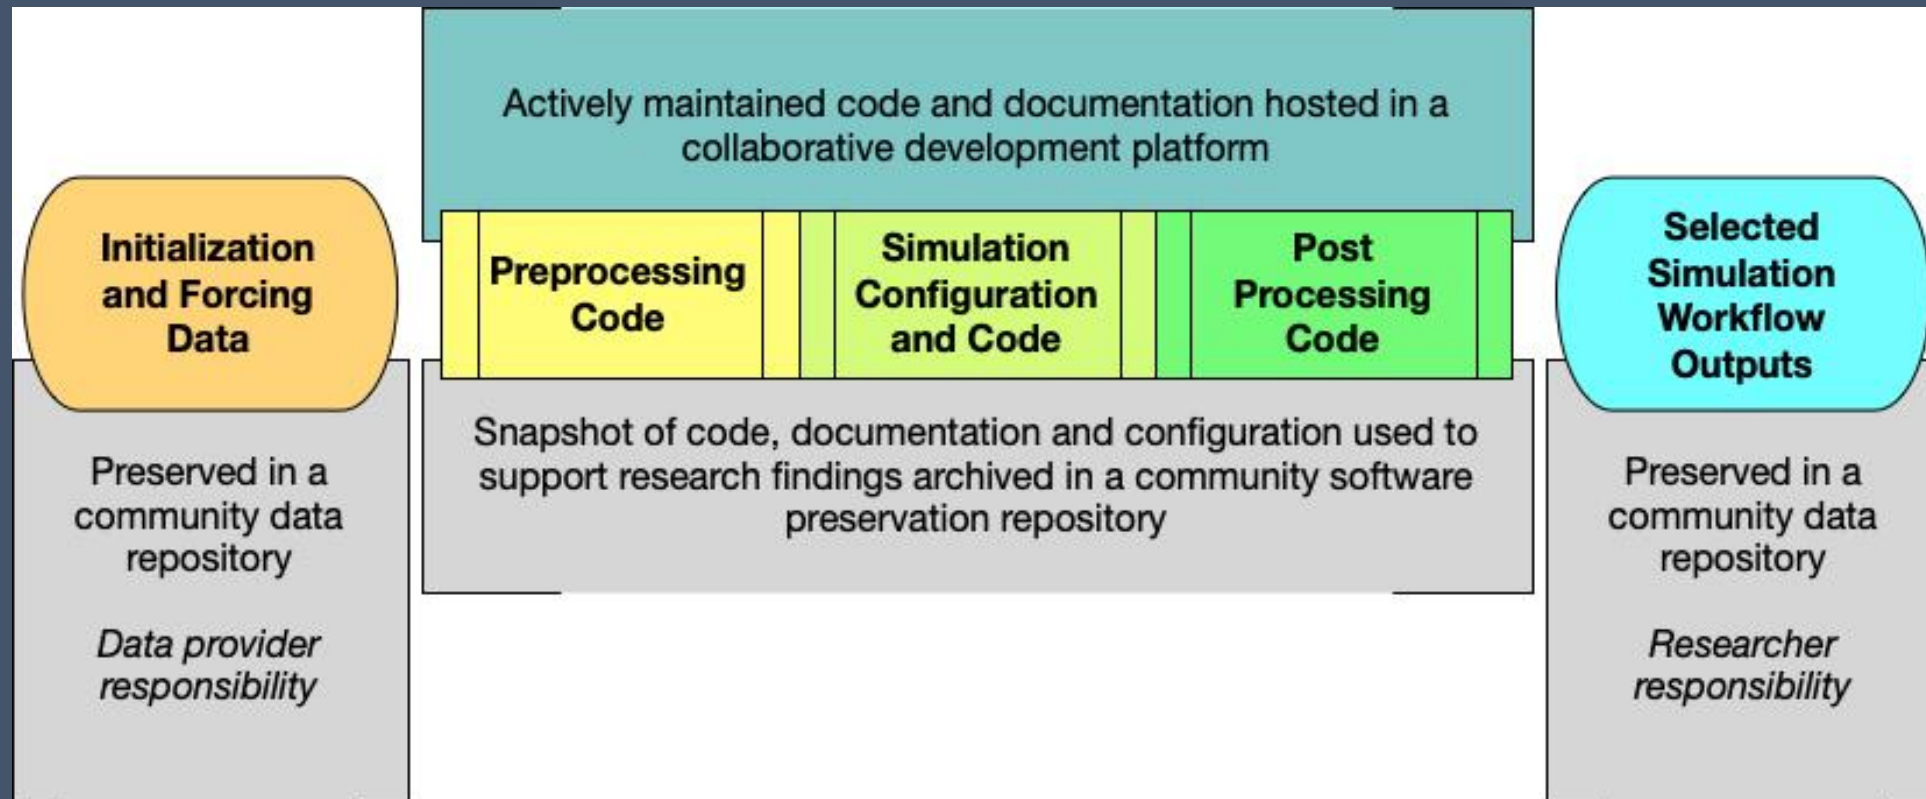 Actively maintained code and documentation hosted in a
collaborative development platform
Initialization
and Forcing
Data
Preprocessing
Code
Simulation
Configuration
and Code
Post
Processing
Code
Selected
Simulation
Workflow
Outputs
Preserved in a
community data
repository
Data provider
responsibility
Snapshot of code, documentation and configuration used to
support research findings archived in a community software
preservation repository
Preserved in a
community data
repository
Researcher
responsibility